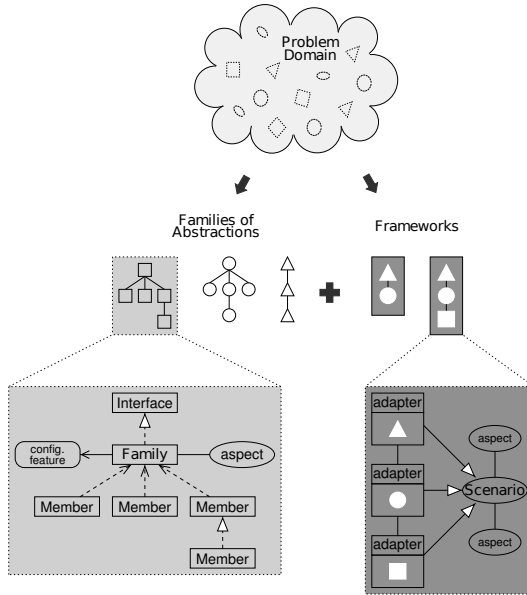 Problem
Domain
Families of
Abstractions
Frameworks
Interface
config.
feature
Family
aspect
Member
Member
Member
Member
adapter
adapter
adapter
aspect
Scenario
aspect